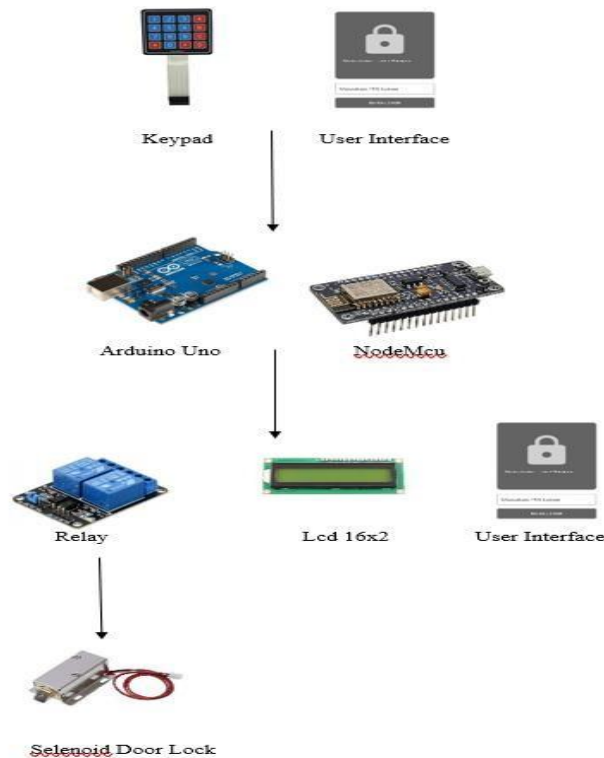 Keypad
User Interface
Arduino Uno
NodeMcu
Relay
Lcd 16x2
User Interface
Selenoid Door Lock